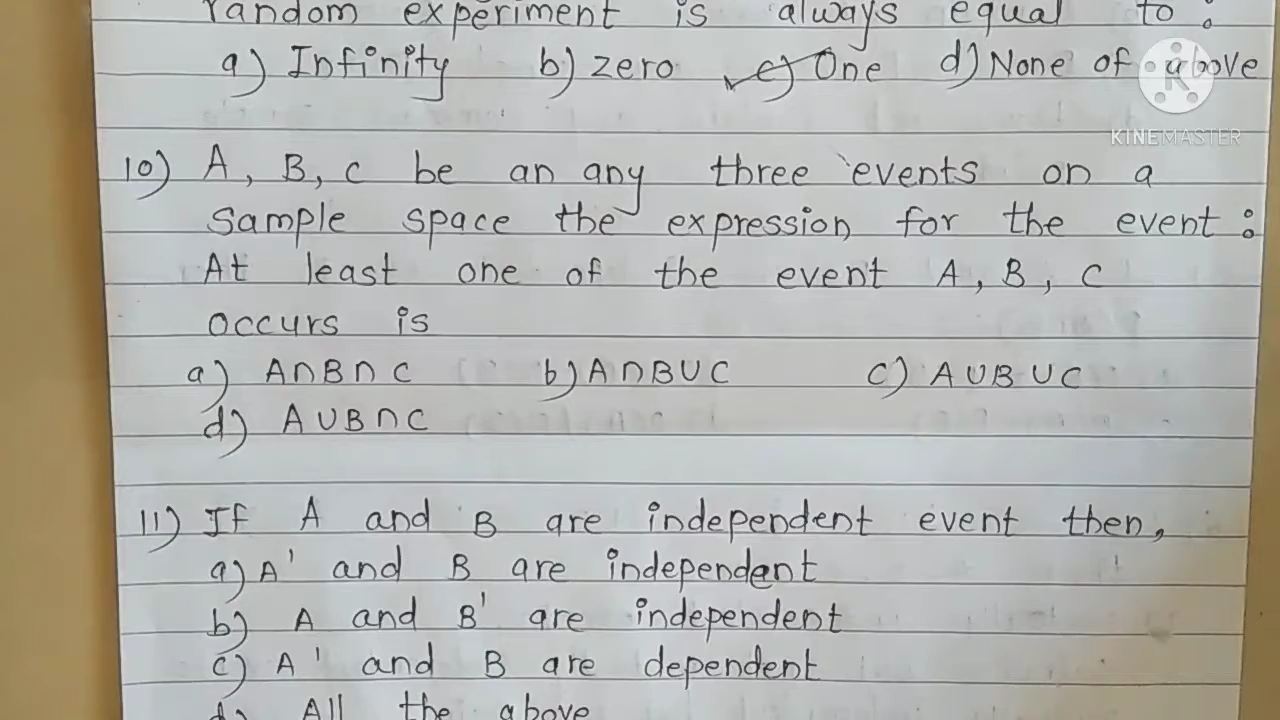 random experiment is always equal to :
a) Infinity b) zero c) One d) None of above
KINEMASTER
10) A, B, C be an any three events on a
Sample space the expression for the event :
At least one of the event A, B, C
occurs is
a) A∩B∩C b) A∩B∪C c) A∪B∪C
d) A∪B∩C
11) If A and B are independent event then,
a) A' and B are independent
b) A and B' are independent
c) A' and B are dependent
d) All the above